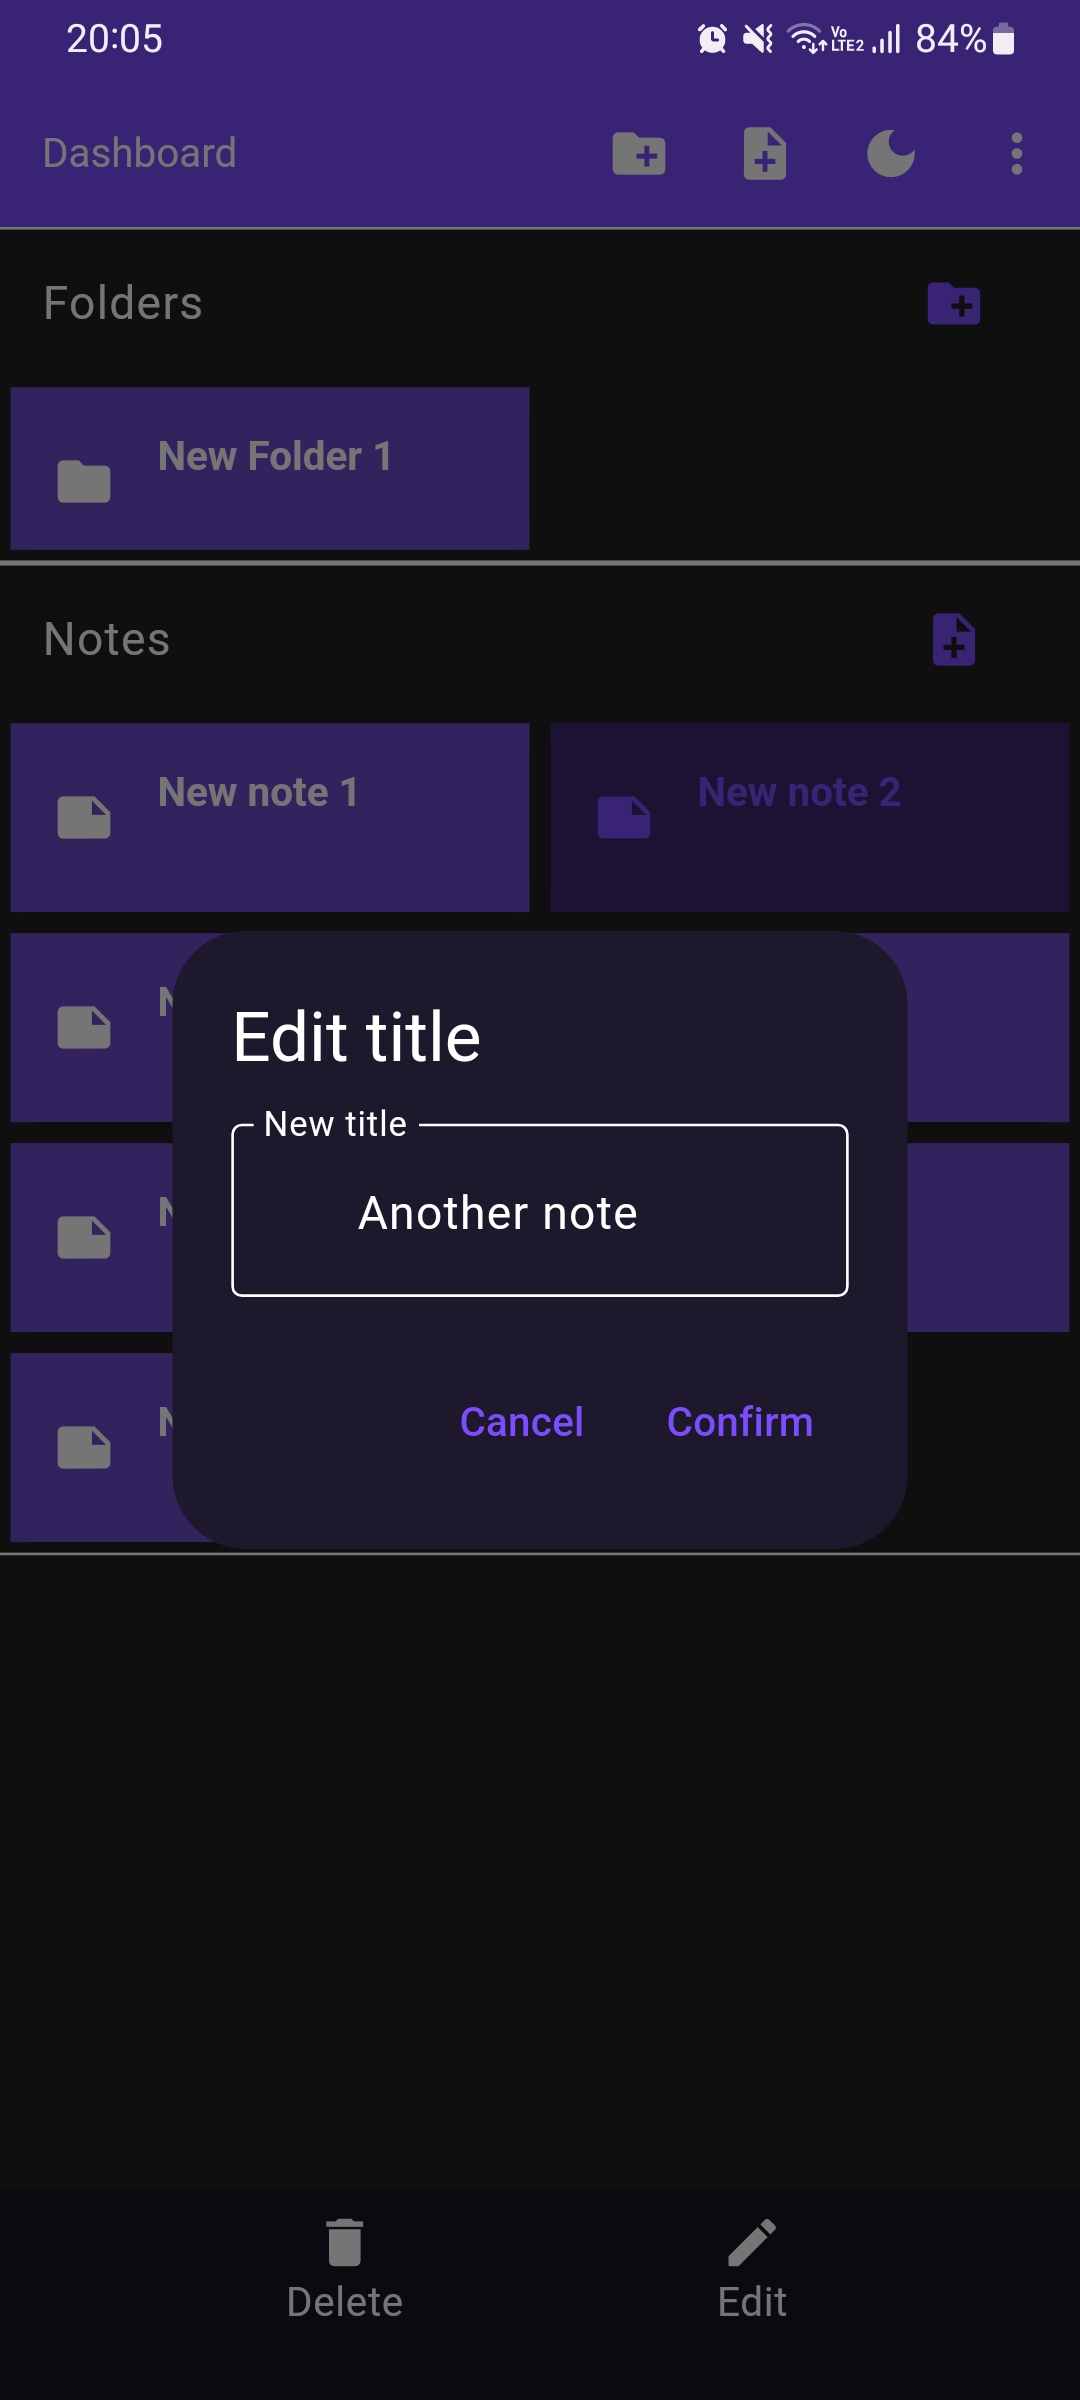 20:05 Vo LTE2 84%
Dashboard
Folders
New Folder 1
Notes
New note 1 New note 2
Edit title
New title
Another note
Cancel Confirm
Delete Edit